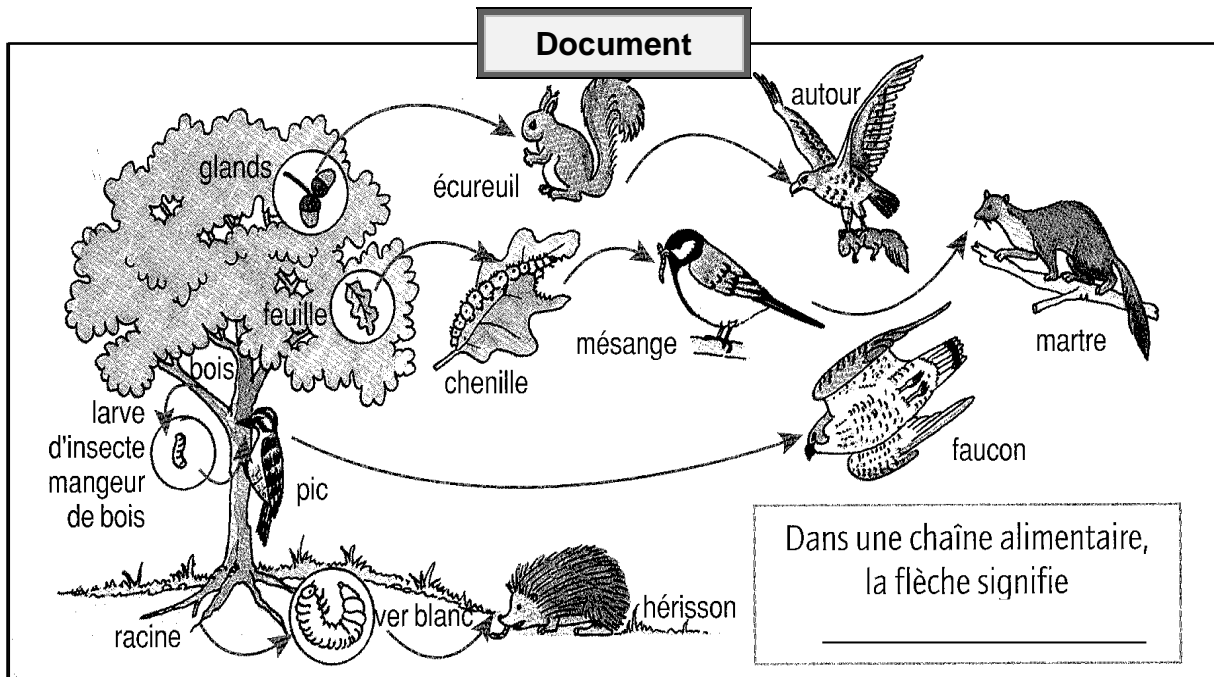 Document
autour
glands
écureuil
feuille
chenille
mésange
martre
bois
larve
d'insecte
mangeur
de bois
pic
faucon
Dans une chaîne alimentaire,
la flèche signifie
racine
ver blanc
hérisson